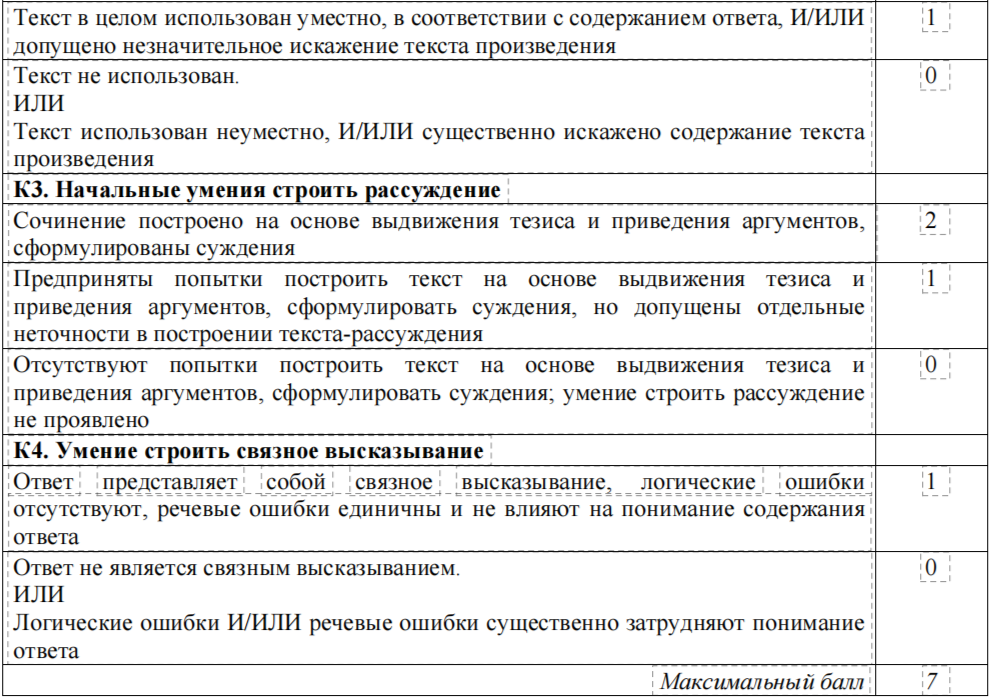 Текст в целом использован уместно, в соответствии с содержанием ответа, И/ИЛИ 1
допущено незначительное искажение текста произведения
Текст не использован. 0
ИЛИ
Текст использован неуместно, И/ИЛИ существенно искажено содержание текста
произведения
К3. Начальные умения строить рассуждение
Сочинение построено на основе выдвижения тезиса и приведения аргументов, 2
сформулированы суждения
Предприняты попытки построить текст на основе выдвижения тезиса и 1
приведения аргументов, сформулировать суждения, но допущены отдельные
неточности в построении текста-рассуждения
Отсутствуют попытки построить текст на основе выдвижения тезиса и 0
приведения аргументов, сформулировать суждения; умение строить рассуждение
не проявлено
К4. Умение строить связное высказывание
Ответ представляет собой связное высказывание, логические ошибки 1
отсутствуют, речевые ошибки единичны и не влияют на понимание содержания
ответа
Ответ не является связным высказыванием. 0
ИЛИ
Логические ошибки И/ИЛИ речевые ошибки существенно затрудняют понимание
ответа
Максимальный балл 7